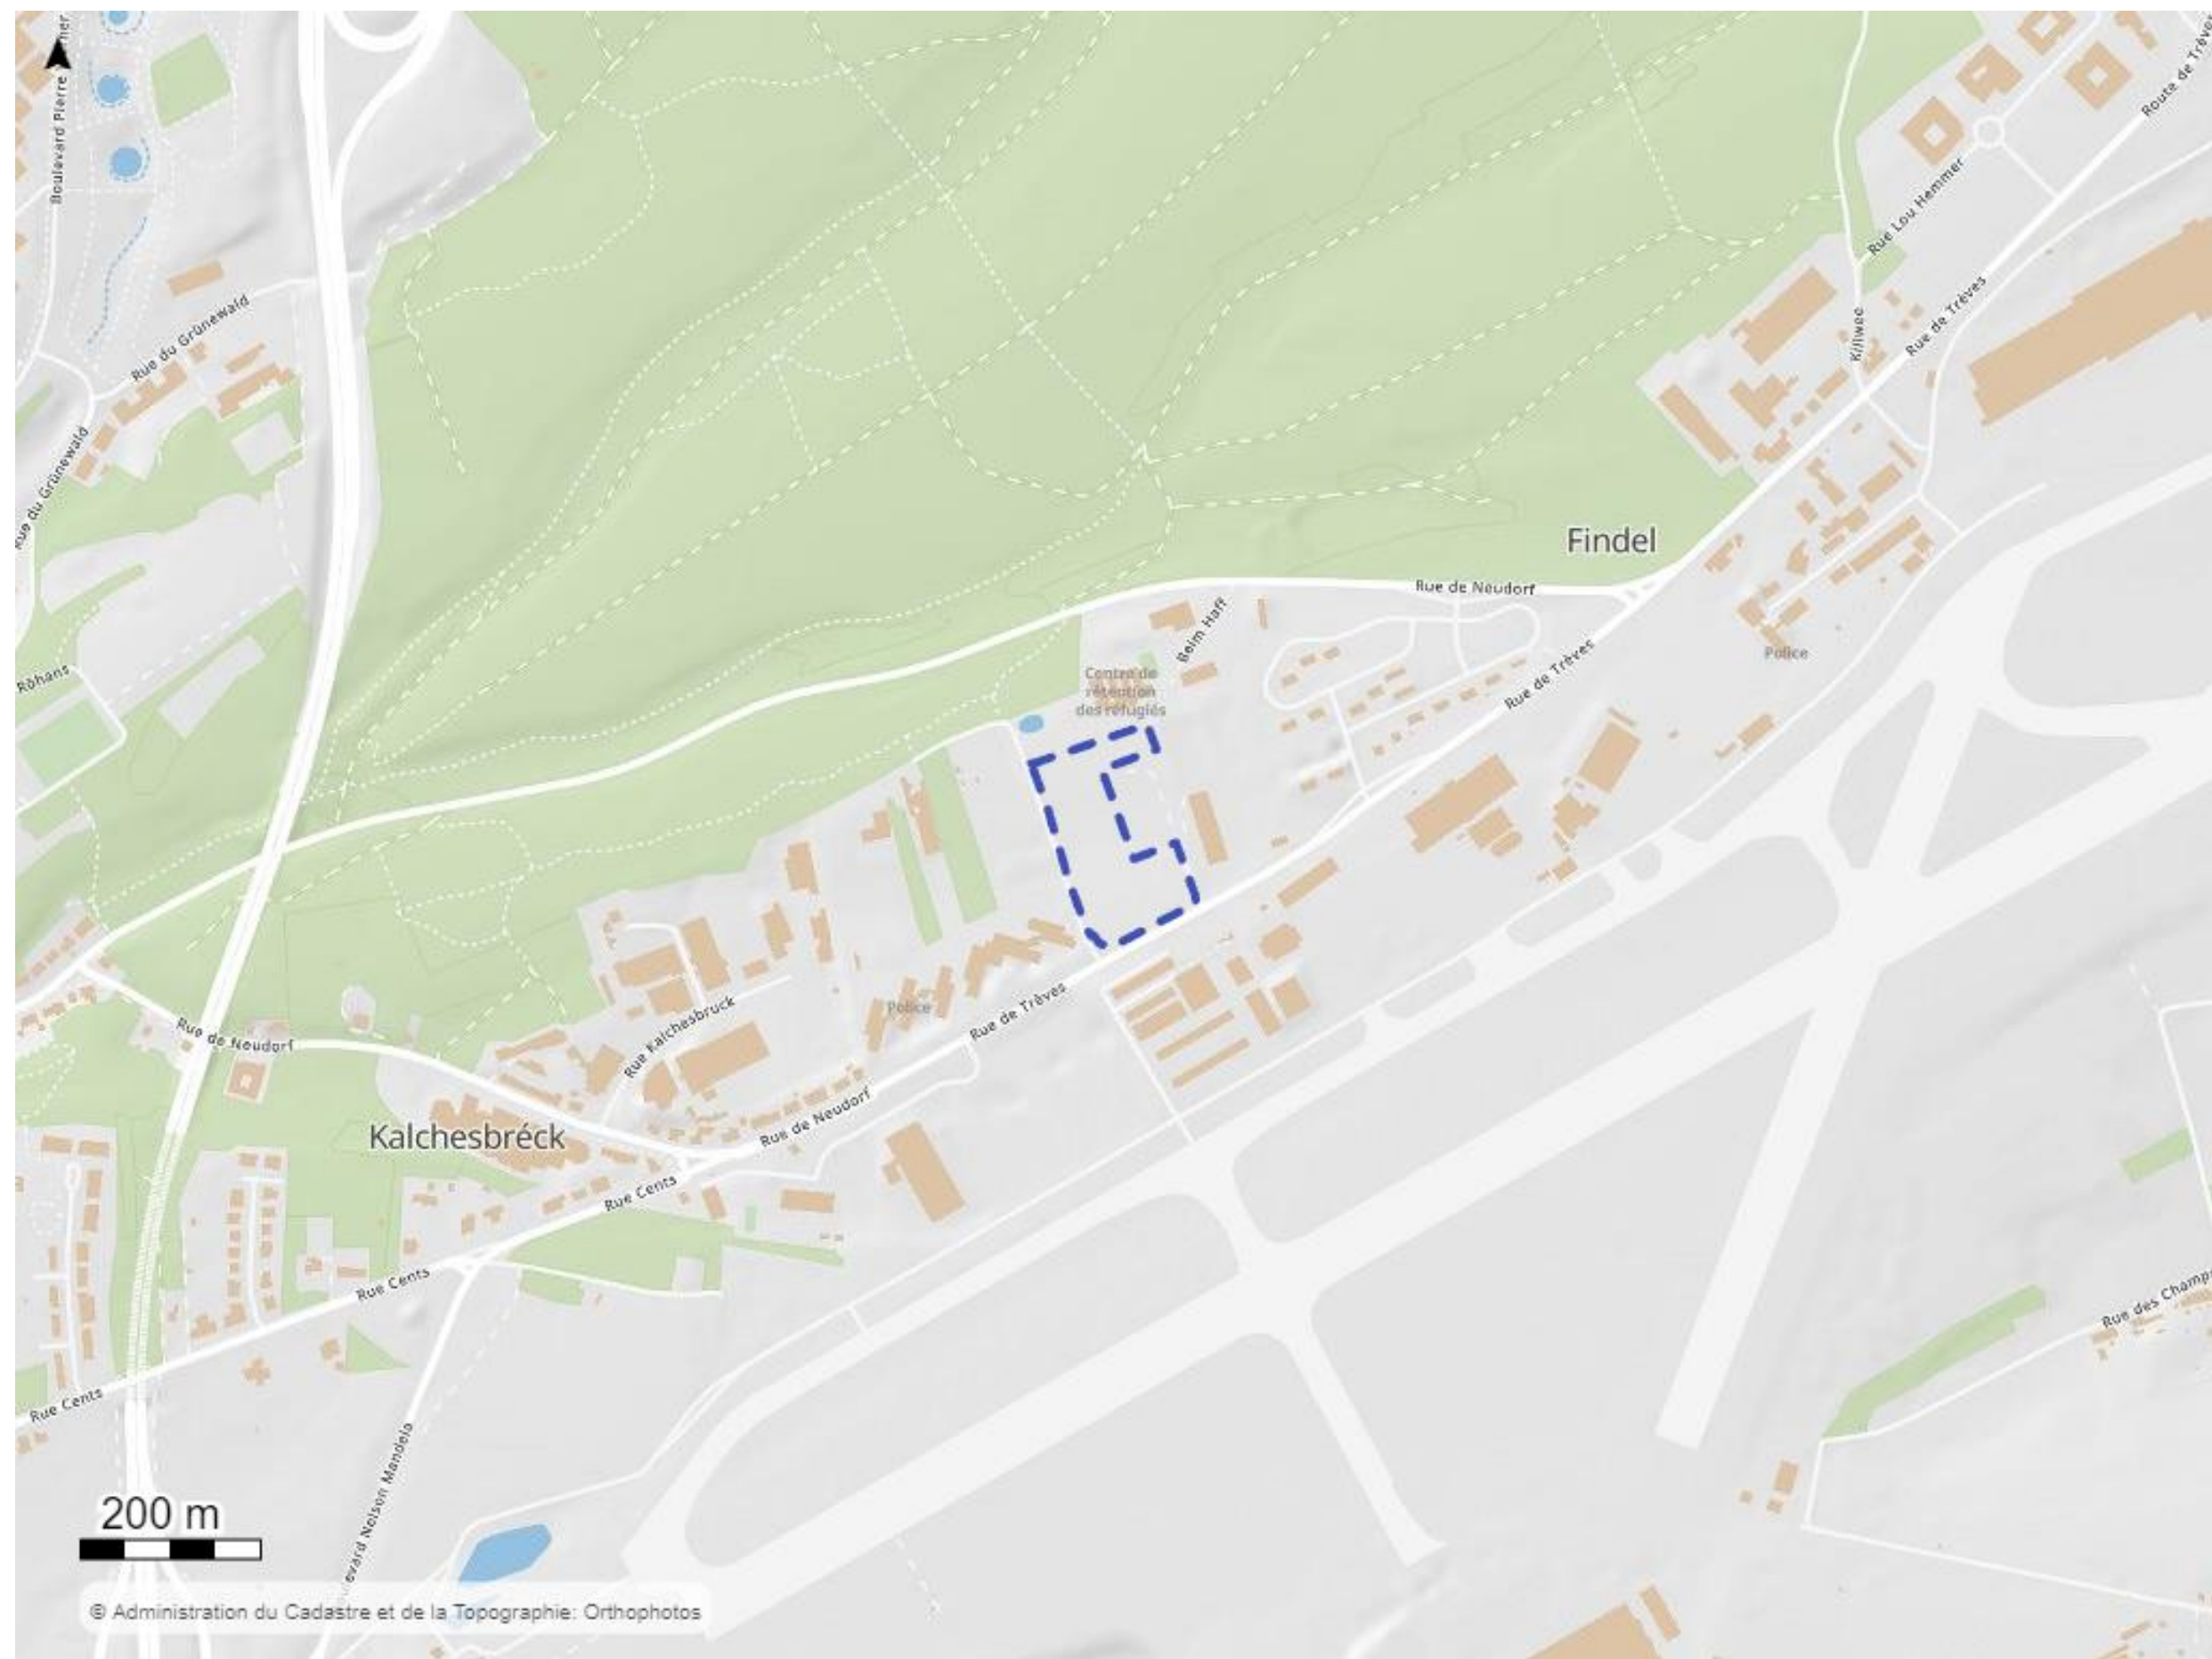 Boulevard Pierre
Route de Trèves
Rue Lou Hemmer
Rue du Grünewald
Kiliwee
Rue de Trèves
Rue du Grünewald
Findel
Rue de Neudorf
Beim Haff
Police
Centre de
rétention
des réfugiés
Rue de Trèves
Rôhans
Rue de Neudorf
Police
Rue de Trèves
Rue Kalchesbruck
Kalchesbréck
Rue de Neudorf
Rue Cents
Rue Cents
Rue des Champs
Rue Cents
evard Nelson Mandela
200 m
© Administration du Cadastre et de la Topographie: Orthophotos